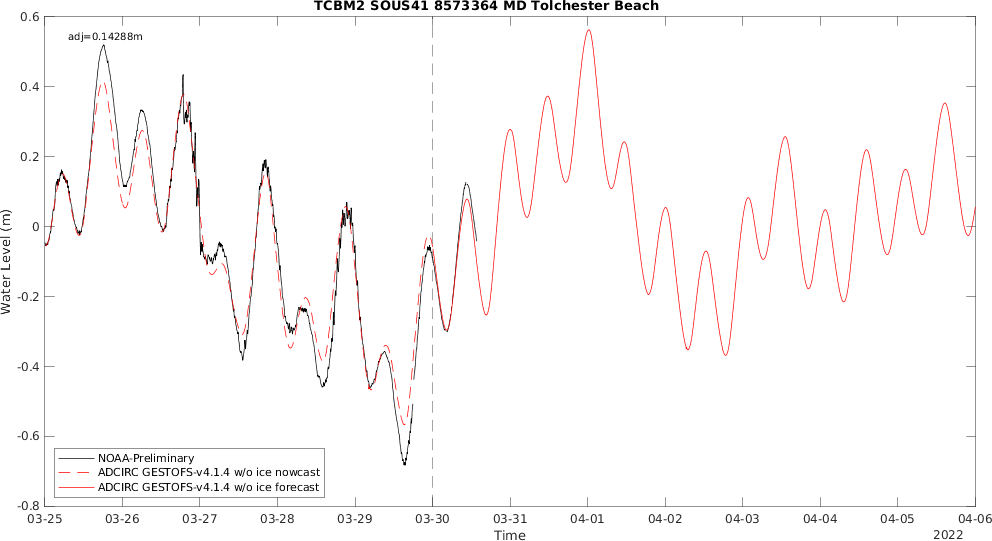 TCBM2 SOUS41 8573364 MD Tolchester Beach
adj=0.14288m
0.6
0.4
0.2
0
-0.2
-0.4
-0.6
-0.8
Water Level (m)
NOAA-Preliminary
ADCIRC GESTOFS-v4.1.4 w/o ice nowcast
ADCIRC GESTOFS-v4.1.4 w/o ice forecast
03-25 03-26 03-27 03-28 03-29 03-30 03-31 04-01 04-02 04-03 04-04 04-05 04-06
Time
2022